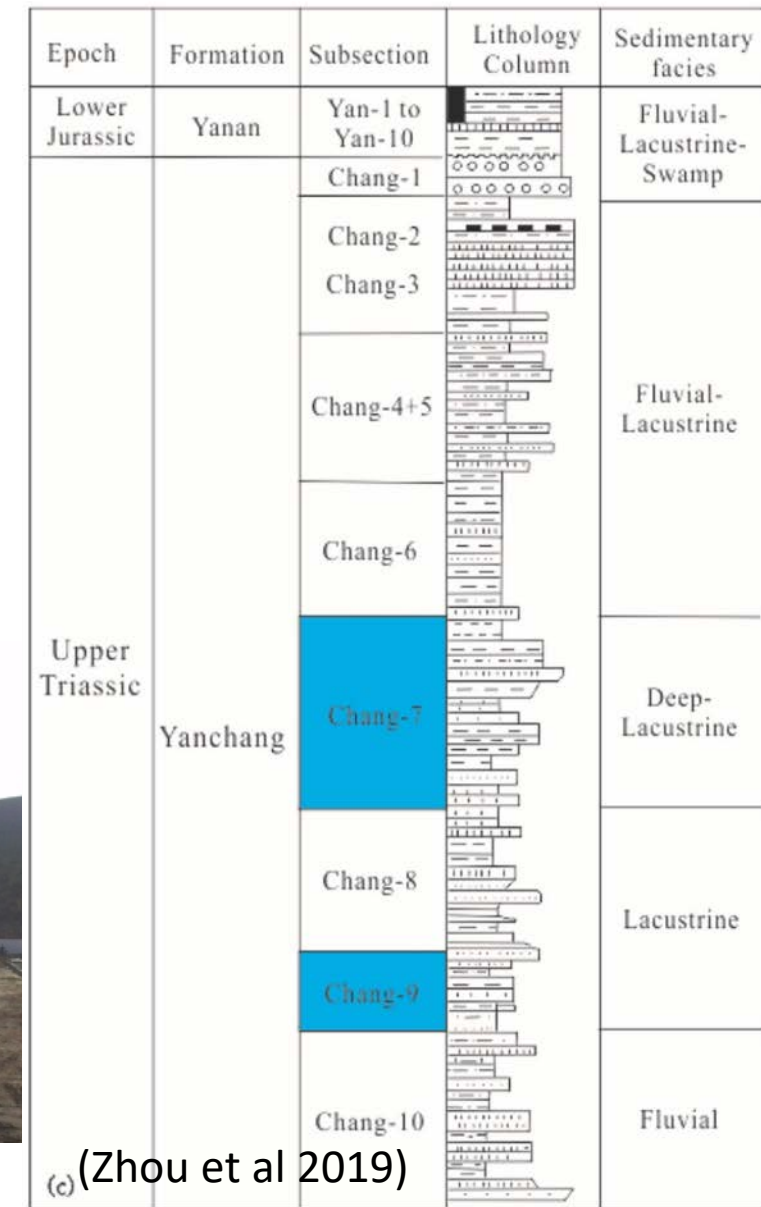 Epoch Formation Subsection Lithology Column Sedimentary facies
Lower Jurassic Yanan Yan-1 to Yan-10 Fluvial-Lacustrine-Swamp
Chang-1
Chang-2
Chang-3
Chang-4+5 Fluvial-Lacustrine
Chang-6
Upper Triassic Yanchang Chang-7 Deep-Lacustrine
Chang-8 Lacustrine
Chang-9
Chang-10 Fluvial
(c) (Zhou et al 2019)